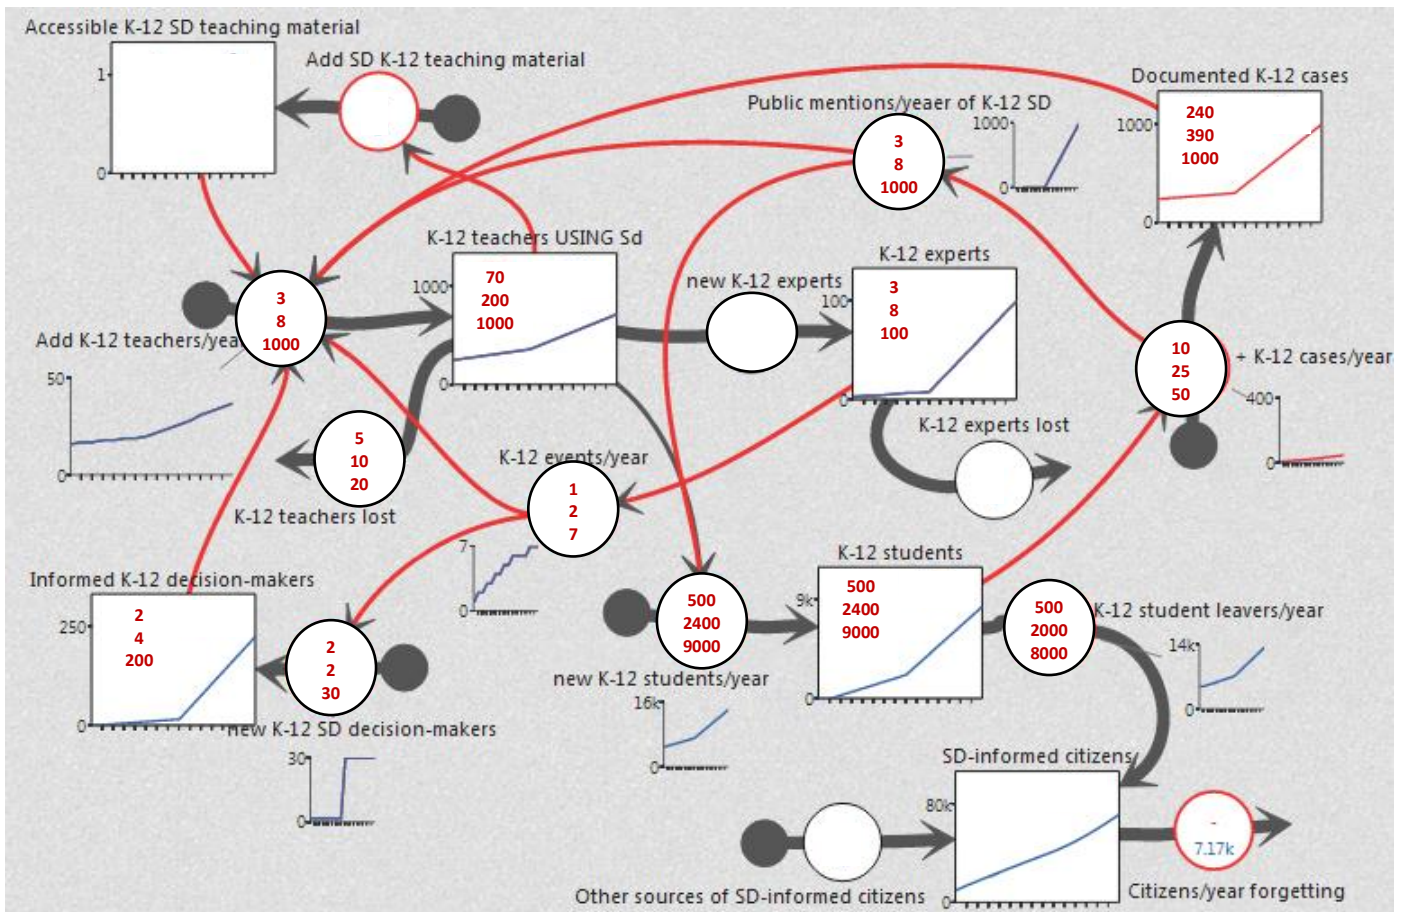 Accessible K-12 SD teaching material
1
0
Add SD K-12 teaching material
Public mentions/yeaer of K-12 SD
3
8
1000
1000
0
Documented K-12 cases
240
390
1000
1000
0
K-12 teachers USING Sd
70
200
1000
1000
0
new K-12 experts
K-12 experts
3
8
100
100
0
3
8
1000
Add K-12 teachers/year
50
0
10
25
50
+ K-12 cases/year
400
0
5
10
20
K-12 teachers lost
K-12 experts lost
K-12 events/year
1
2
7
7
0
Informed K-12 decision-makers
2
4
200
250
0
2
2
30
new K-12 SD decision-makers
30
0
500
2400
9000
new K-12 students/year
16k
0
K-12 students
500
2400
9000
9k
0
500
2000
8000
K-12 student leavers/year
14k
0
SD-informed citizens
80k
0
Other sources of SD-informed citizens
-
7.17k
Citizens/year forgetting